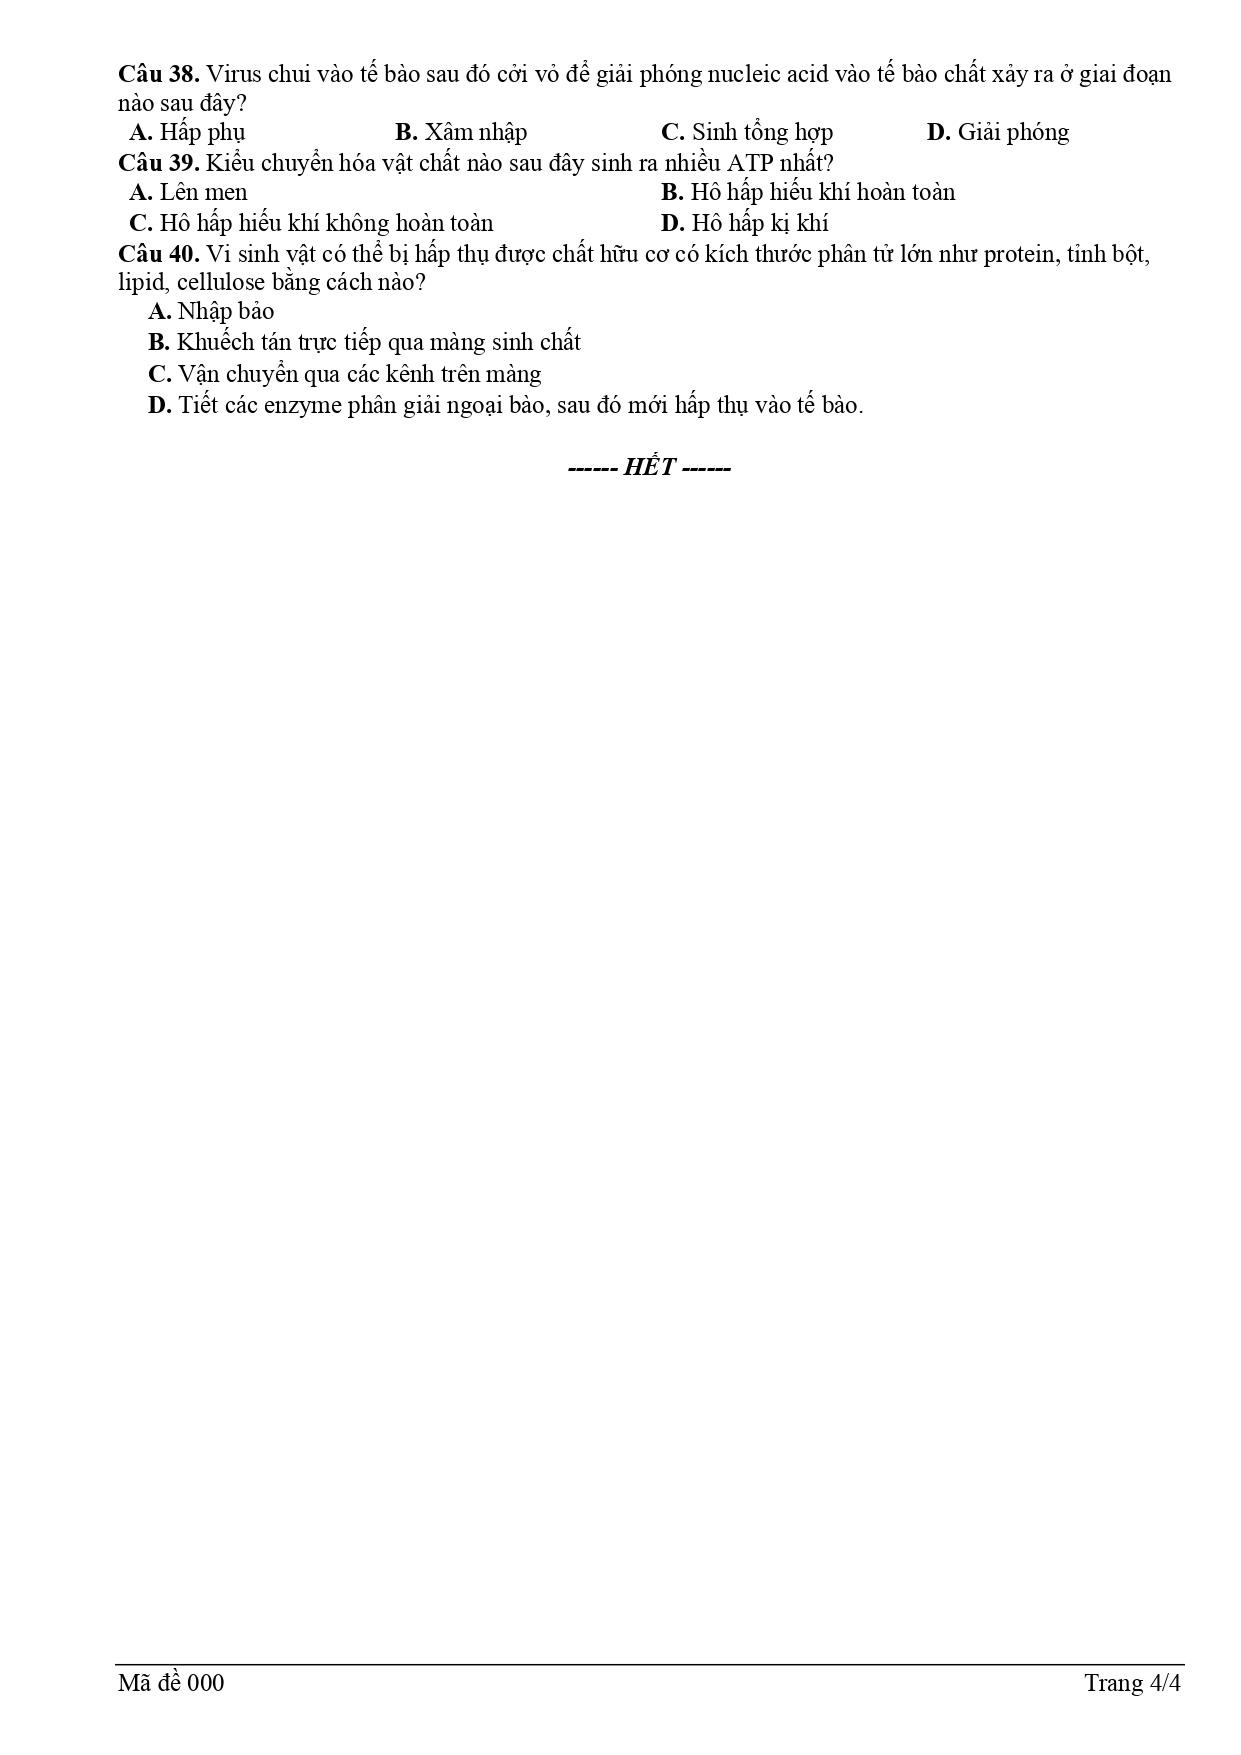 Câu 38. Virus chui vào tế bào sau đó cởi vỏ để giải phóng nucleic acid vào tế bào chất xảy ra ở giai đoạn
nào sau đây?
A. Hấp phụ B. Xâm nhập C. Sinh tổng hợp D. Giải phóng
Câu 39. Kiểu chuyển hóa vật chất nào sau đây sinh ra nhiều ATP nhất?
A. Lên men B. Hô hấp hiếu khí hoàn toàn
C. Hô hấp hiếu khí không hoàn toàn D. Hô hấp kị khí
Câu 40. Vi sinh vật có thể bị hấp thụ được chất hữu cơ có kích thước phân tử lớn như protein, tỉnh bột,
lipid, cellulose bằng cách nào?
A. Nhập bảo
B. Khuếch tán trực tiếp qua màng sinh chất
C. Vận chuyển qua các kênh trên màng
D. Tiết các enzyme phân giải ngoại bào, sau đó mới hấp thụ vào tế bào.
------ HẾT ------
Mã đề 000 Trang 4/4